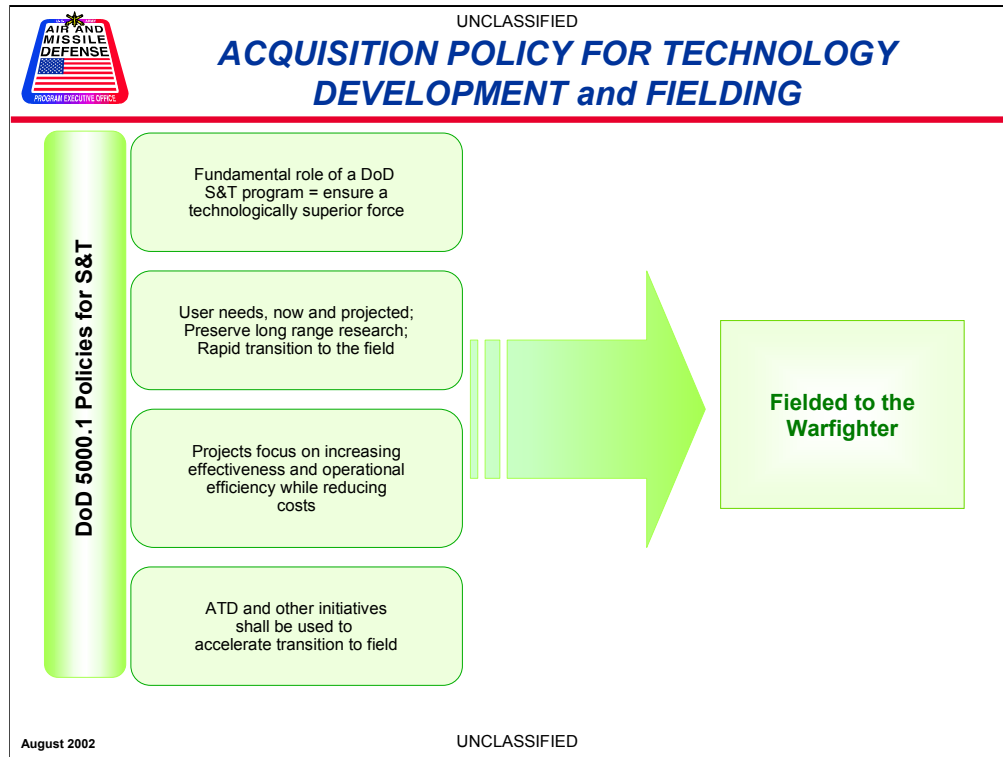 UNCLASSIFIED
AIR AND
MISSILE
DEFENSE
PROGRAM EXECUTIVE OFFICE
ACQUISITION POLICY FOR TECHNOLOGY
DEVELOPMENT and FIELDING
DoD 5000.1 Policies for S&T
Fundamental role of a DoD
S&T program = ensure a
technologically superior force
User needs, now and projected;
Preserve long range research;
Rapid transition to the field
Projects focus on increasing
effectiveness and operational
efficiency while reducing
costs
ATD and other initiatives
shall be used to
accelerate transition to field
Fielded to the
Warfighter
August 2002
UNCLASSIFIED